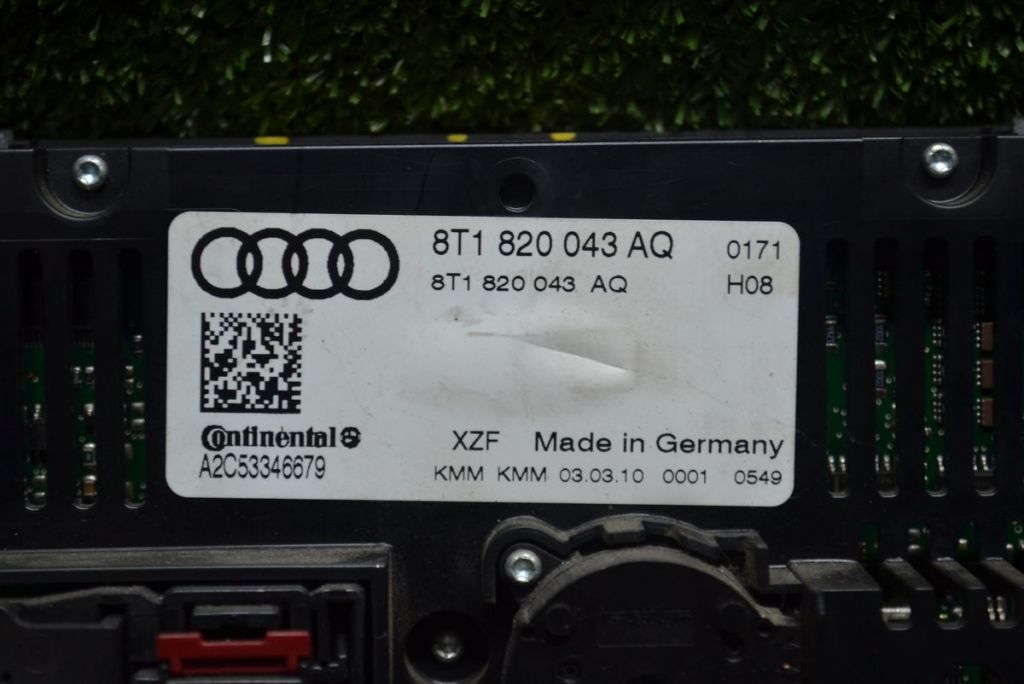 8T1 820 043 AQ 0171
8T1 820 043 AQ H08
Continental
A2C53346679
XZF Made in Germany
KMM KMM 03.03.10 0001 0549